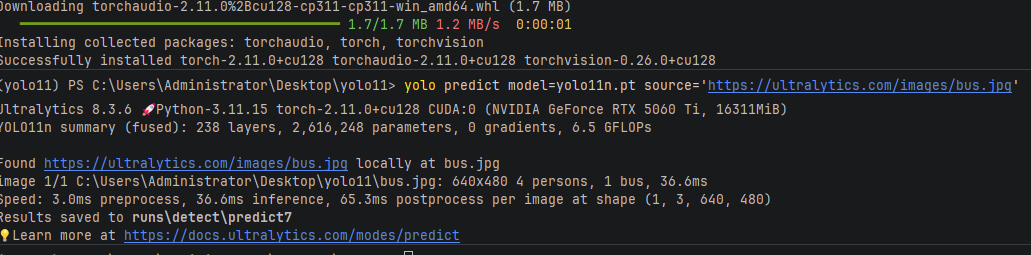 Downloading torchaudio-2.11.0%2Bcu128-cp311-cp311-win_amd64.whl (1.7 MB)
1.7/1.7 MB 1.2 MB/s 0:00:01
Installing collected packages: torchaudio, torch, torchvision
Successfully installed torch-2.11.0+cu128 torchaudio-2.11.0+cu128 torchvision-0.26.0+cu128
(yolo11) PS C:\Users\Administrator\Desktop\yolo11> yolo predict model=yolo11n.pt source='https://ultralytics.com/images/bus.jpg'
Ultralytics 8.3.6 🚀Python-3.11.15 torch-2.11.0+cu128 CUDA:0 (NVIDIA GeForce RTX 5060 Ti, 16311MiB)
YOLO11n summary (fused): 238 layers, 2,616,248 parameters, 0 gradients, 6.5 GFLOPs
Found https://ultralytics.com/images/bus.jpg locally at bus.jpg
image 1/1 C:\Users\Administrator\Desktop\yolo11\bus.jpg: 640x480 4 persons, 1 bus, 36.6ms
Speed: 3.0ms preprocess, 36.6ms inference, 65.3ms postprocess per image at shape (1, 3, 640, 480)
Results saved to runs\detect\predict7
💡Learn more at https://docs.ultralytics.com/modes/predict